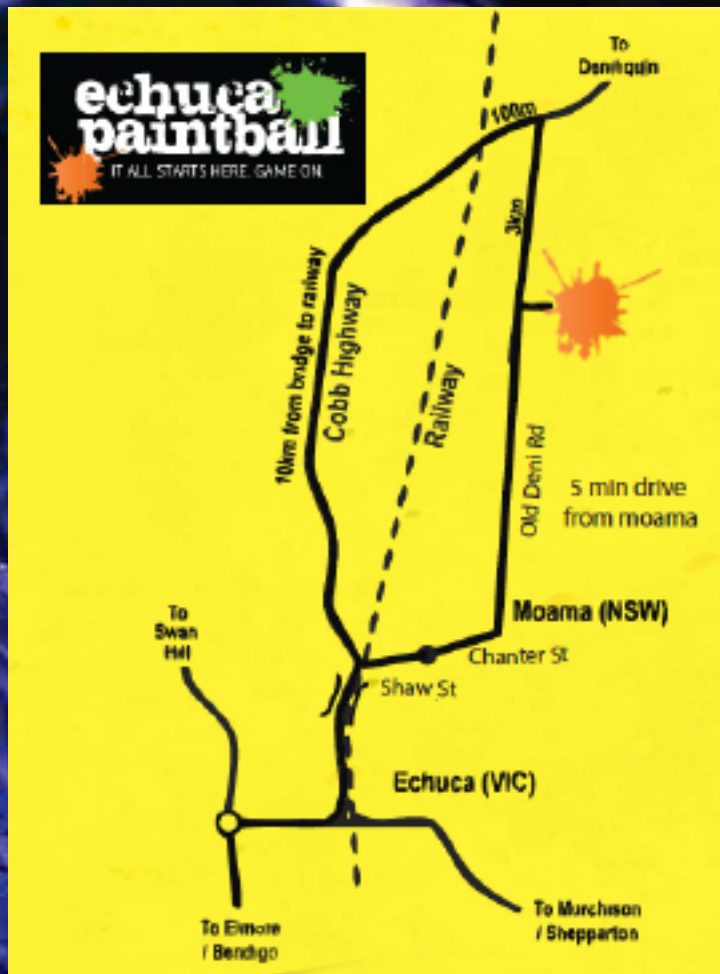 echuca
paintball
IT ALL STARTS HERE. GAME ON.
To
Deniliquin
100m
3km
10km from bridge to railway
Cobb Highway
Railway
Old Deni Rd
5 min drive
from moama
Moama (NSW)
Chanter St
Shaw St
To
Swan
Hill
Echuca (VIC)
To Elmore
/ Bendigo
To Murchison
/ Shepparton